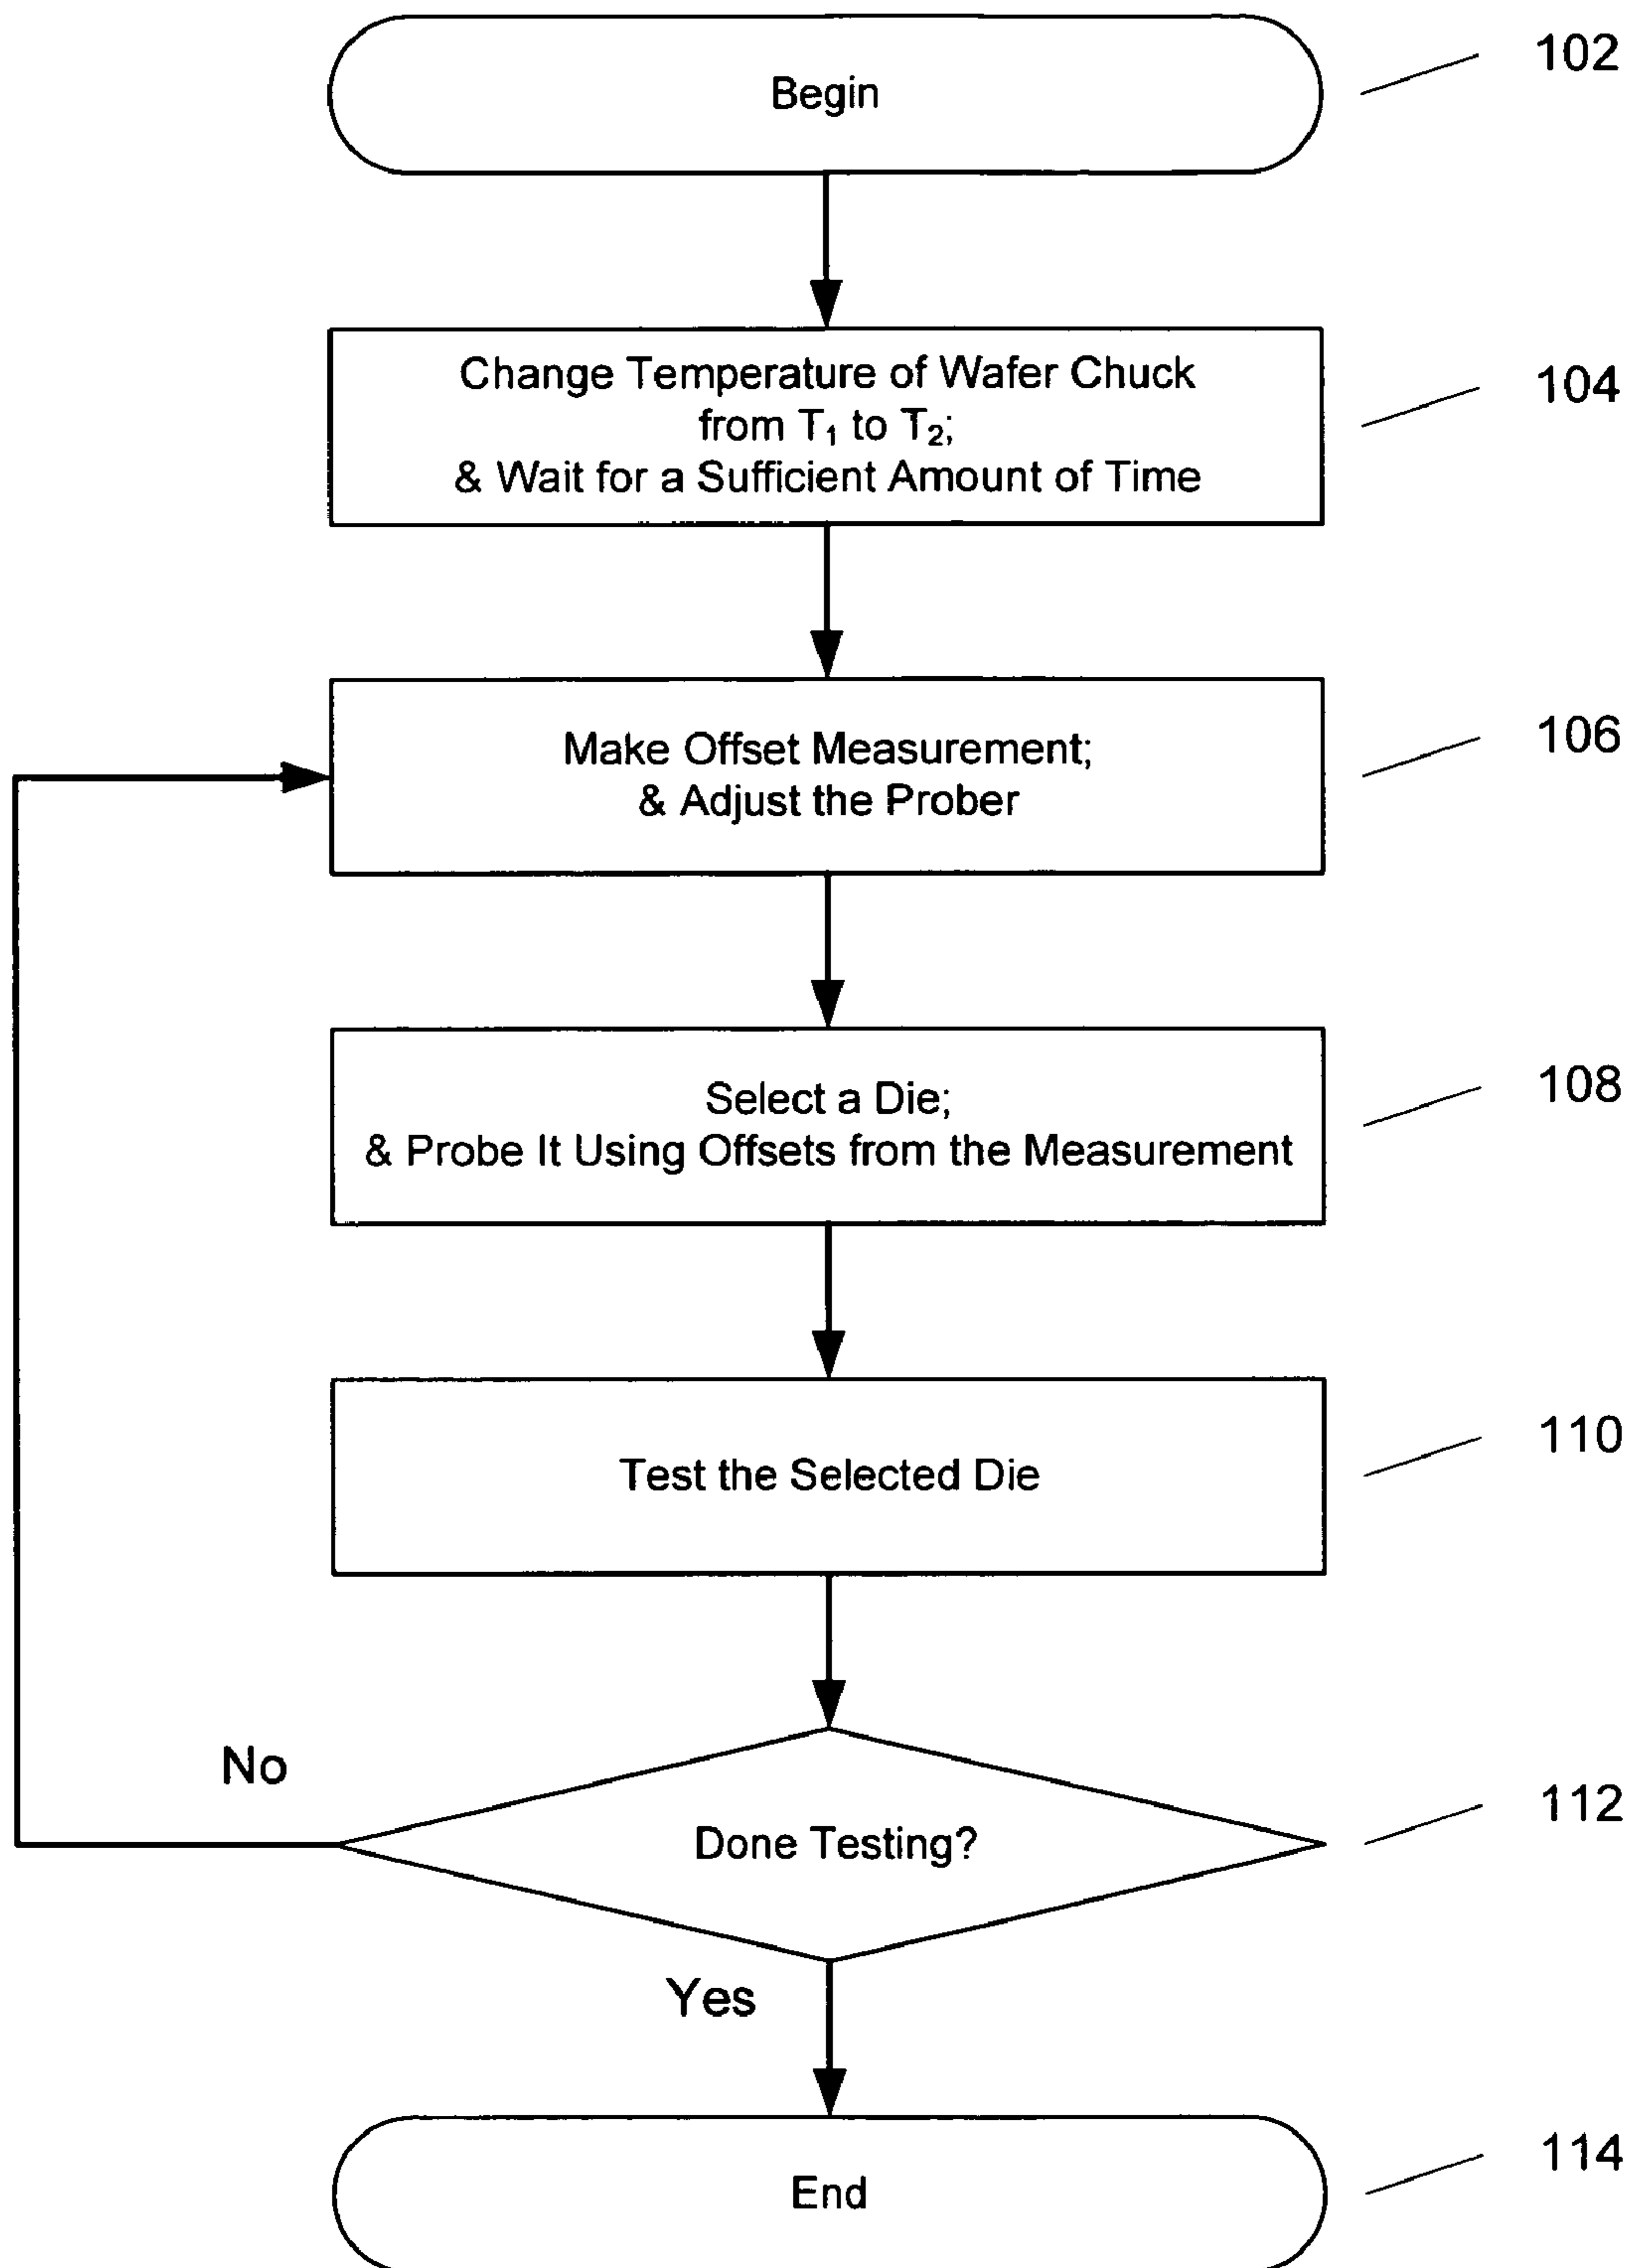 Begin
102
Change Temperature of Wafer Chuck
from T₁ to T₂;
& Wait for a Sufficient Amount of Time
104
Make Offset Measurement;
& Adjust the Prober
106
Select a Die;
& Probe It Using Offsets from the Measurement
108
Test the Selected Die
110
No
Done Testing?
112
Yes
End
114